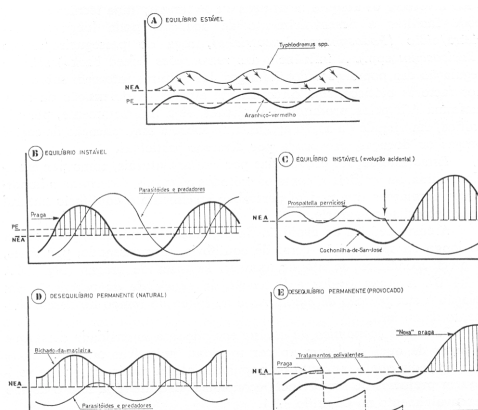 A EQUILÍBRIO ESTÁVEL
Typhlodromus spp.
NEA
PE
Aranhiço-vermelho
B EQUILÍBRIO INSTÁVEL
Parasitóides e predadores
Praga
PE
NEA
C EQUILÍBRIO INSTÁVEL (evolução acidental)
Prospaltella perniciosi
NEA
Cochonilha-de-São-José
D DESEQUILÍBRIO PERMANENTE (NATURAL)
Bichado-da-macieira
NEA
Parasitóides e predadores
E DESEQUILÍBRIO PERMANENTE (PROVOCADO)
"Nova" praga
Tratamentos polivalentes
Praga
NEA